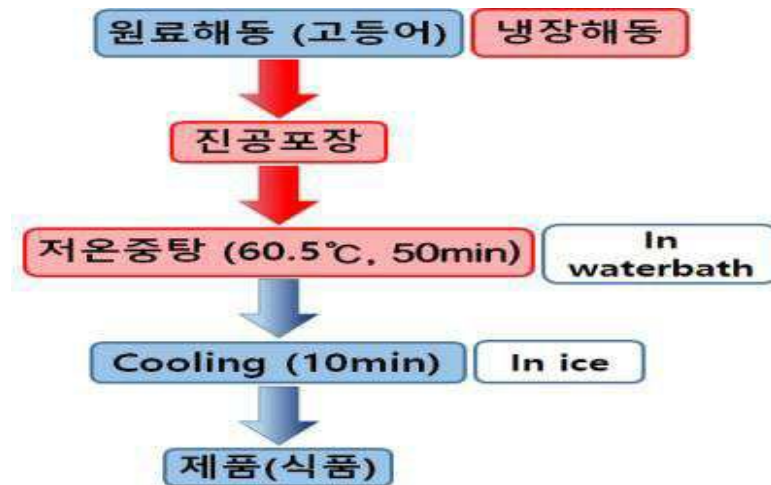 원료해동 (고등어) 냉장해동
진공포장
저온중탕 (60.5℃, 50min) In
waterbath
Cooling (10min) In ice
제품(식품)